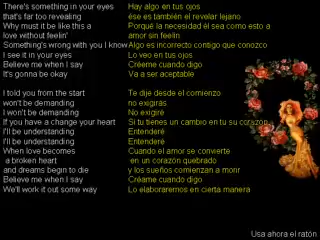 There's something in your eyes Hay algo en tus ojos
that's far too revealing ése es también el revelar lejano
Why must it be like this a Porqué la necesidad él sea como esto a
love without feelin' amor sin feelin
Something's wrong with you I know Algo es incorrecto contigo que conozco
I see it in your eyes Lo veo en tus ojos
Believe me when I say Créeme cuando digo
It's gonna be okay Va a ser aceptable
I told you from the start Te dije desde el comienzo
won't be demanding no exigirás
I won't be demanding No exigiré
If you have a change your heart Si tu tienes un cambio en tu su corazón
I'll be understanding Entenderé
I'll be understanding Entenderé
When love becomes Cuando el amor se convierte
a broken heart en un corazón quebrado
and dreams begin to die y los sueños comienzan a morir
Believe me when I say Créame cuando digo
We'll work it out some way Lo elaboraremos en cierta manera
Usa ahora el ratón